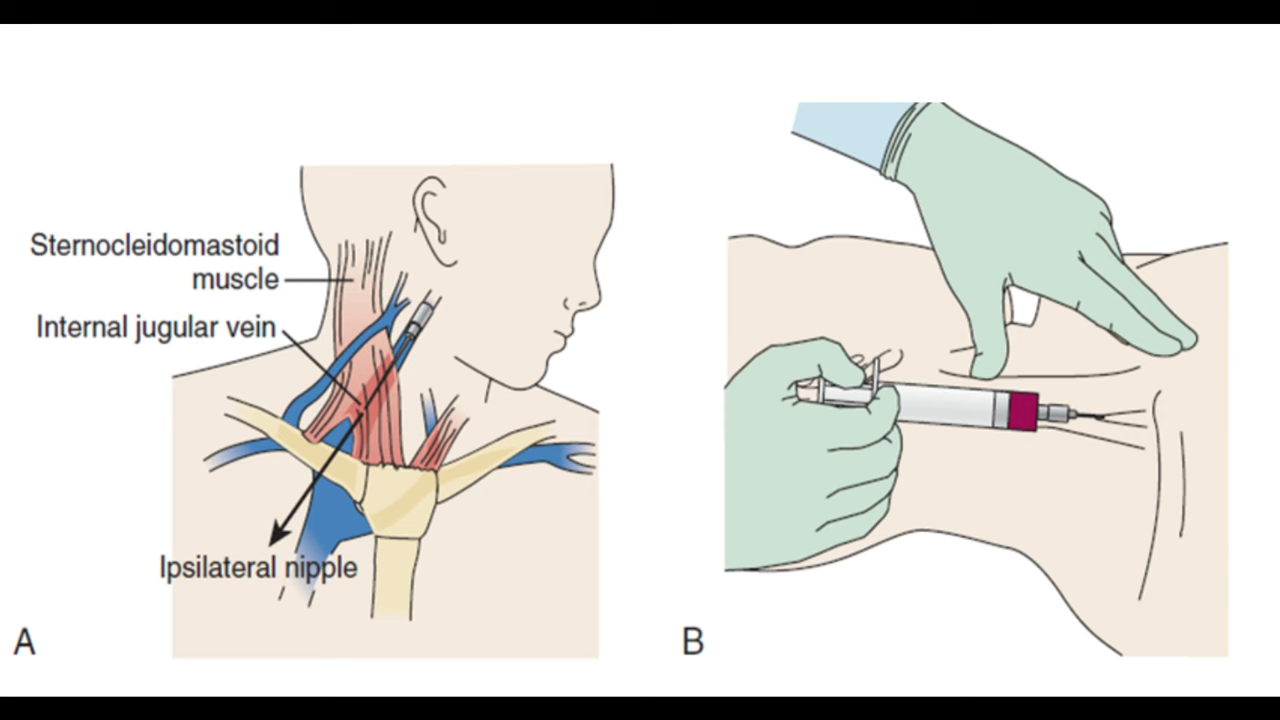 Sternocleidomastoid
muscle
Internal jugular vein
Ipsilateral nipple
A
B